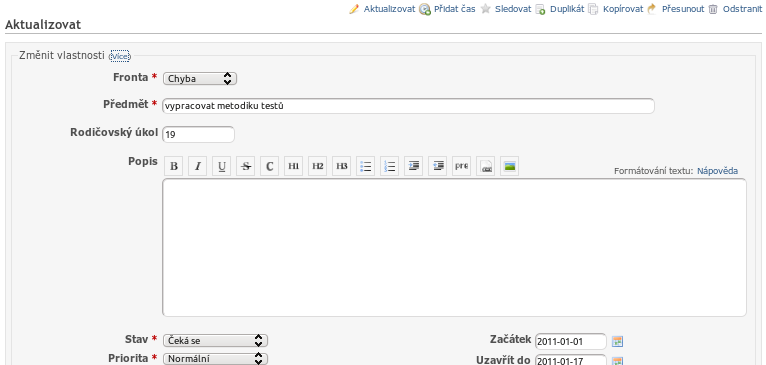 Aktualizovat Přidat čas Sledovat Duplikát Kopírovat Přesunout Odstranit
Aktualizovat
Změnit vlastnosti (Více)
Fronta * Chyba
Předmět * vypracovat metodiku testů
Rodičovský úkol 19
Popis B I U S C H1 H2 H3 pre
Formátování textu: Nápověda
Stav * Čeká se
Začátek 2011-01-01
Priorita * Normální
Uzavřít do 2011-01-17